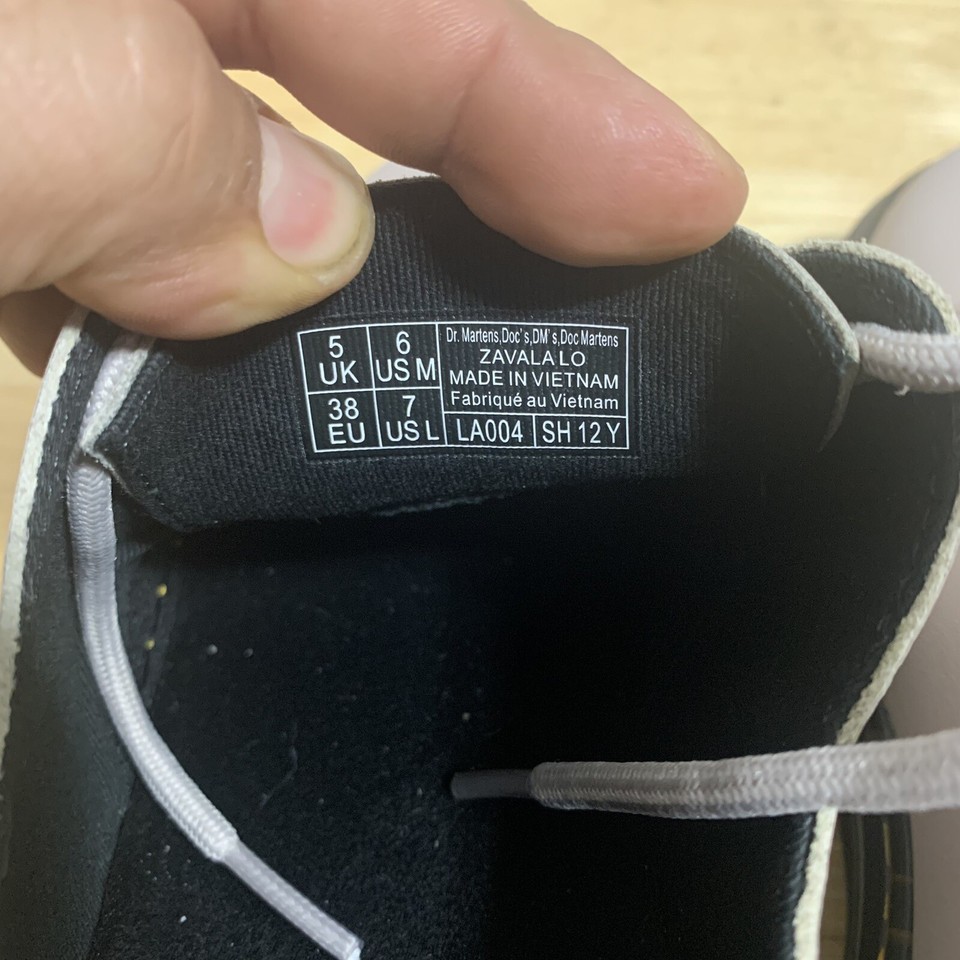 5
UK
6
US M
38
EU
7
US L
Dr. Martens,Doc's,DM's,Doc Martens
ZAVALA LO
MADE IN VIETNAM
Fabriqué au Vietnam
LA004
SH 12 Y